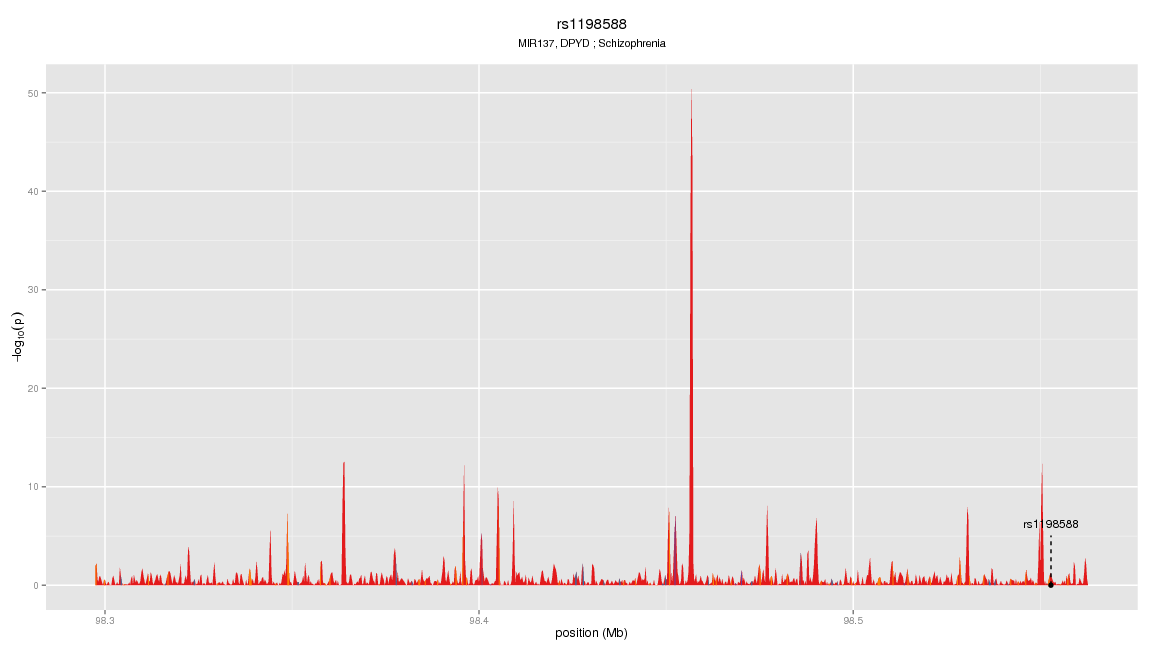 rs1198588
MIR137, DPYD ; Schizophrenia
50
40
30
20
10
0
−log10(p)
rs1198588
98.3
98.4
98.5
position (Mb)